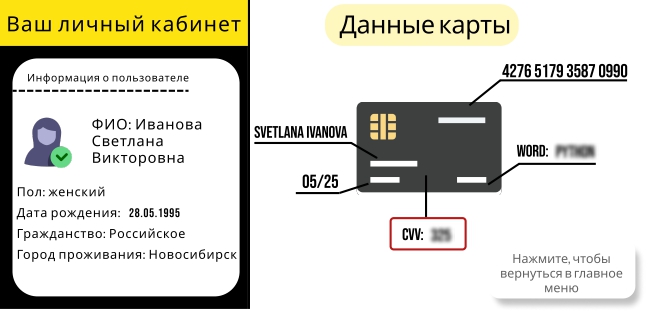 Ваш личный кабинет
Информация о пользователе
ФИО: Иванова
Светлана
Викторовна
Пол: женский
Дата рождения: 28.05.1995
Гражданство: Российское
Город проживания: Новосибирск
Данные карты
4276 5179 3587 0990
SVETLANA IVANOVA
WORD:
05/25
CVV:
Нажмите, чтобы
вернуться в главное
меню